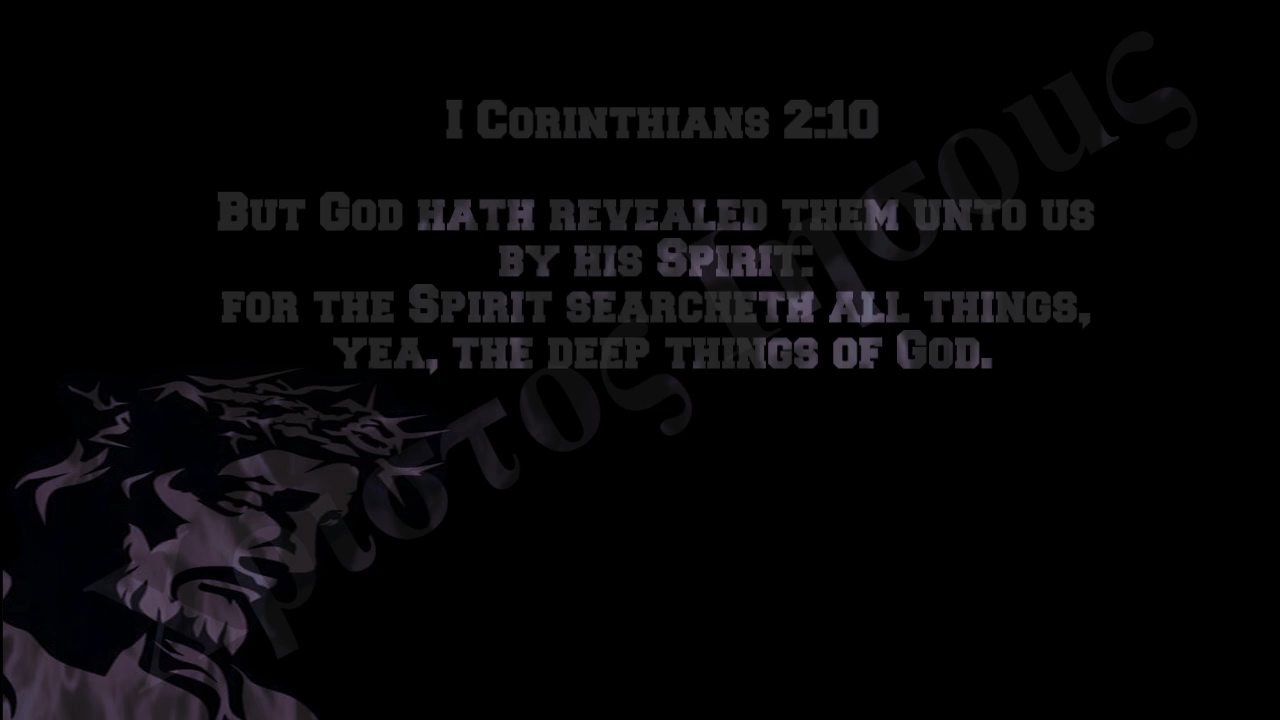 I Corinthians 2:10
But God hath revealed them unto us
by his Spirit:
for the Spirit searcheth all things,
yea, the deep things of God.